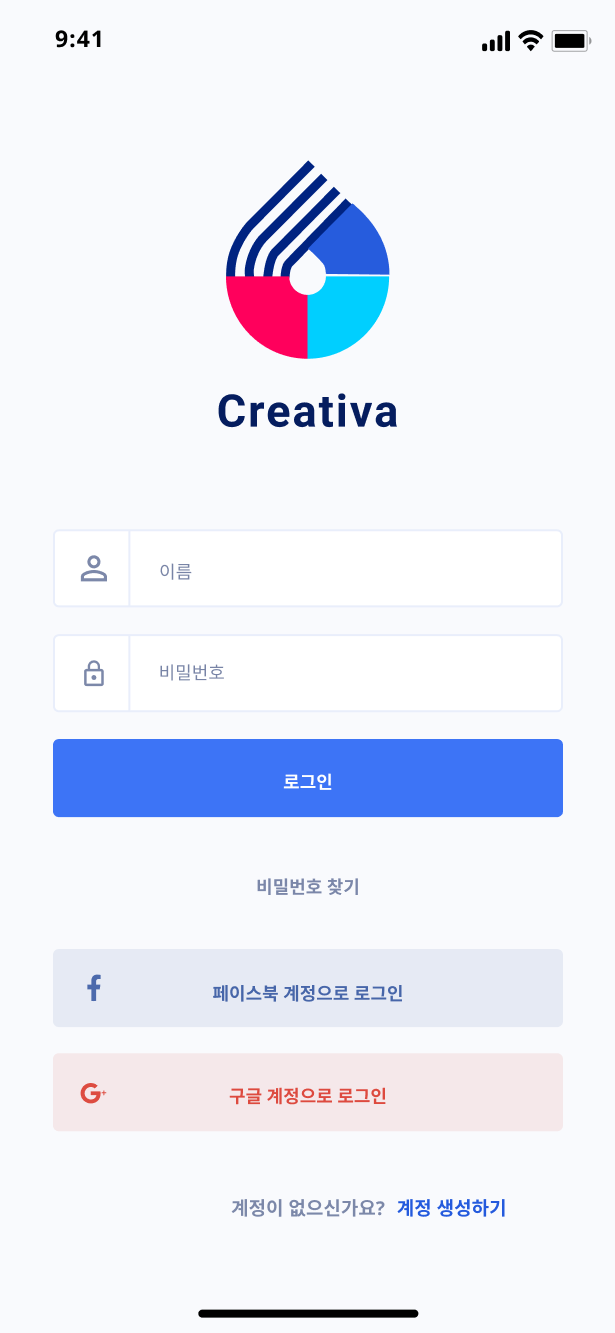 9:41
Creativa
이름
비밀번호
로그인
비밀번호 찾기
페이스북 계정으로 로그인
G+
구글 계정으로 로그인
계정이 없으신가요? 계정 생성하기